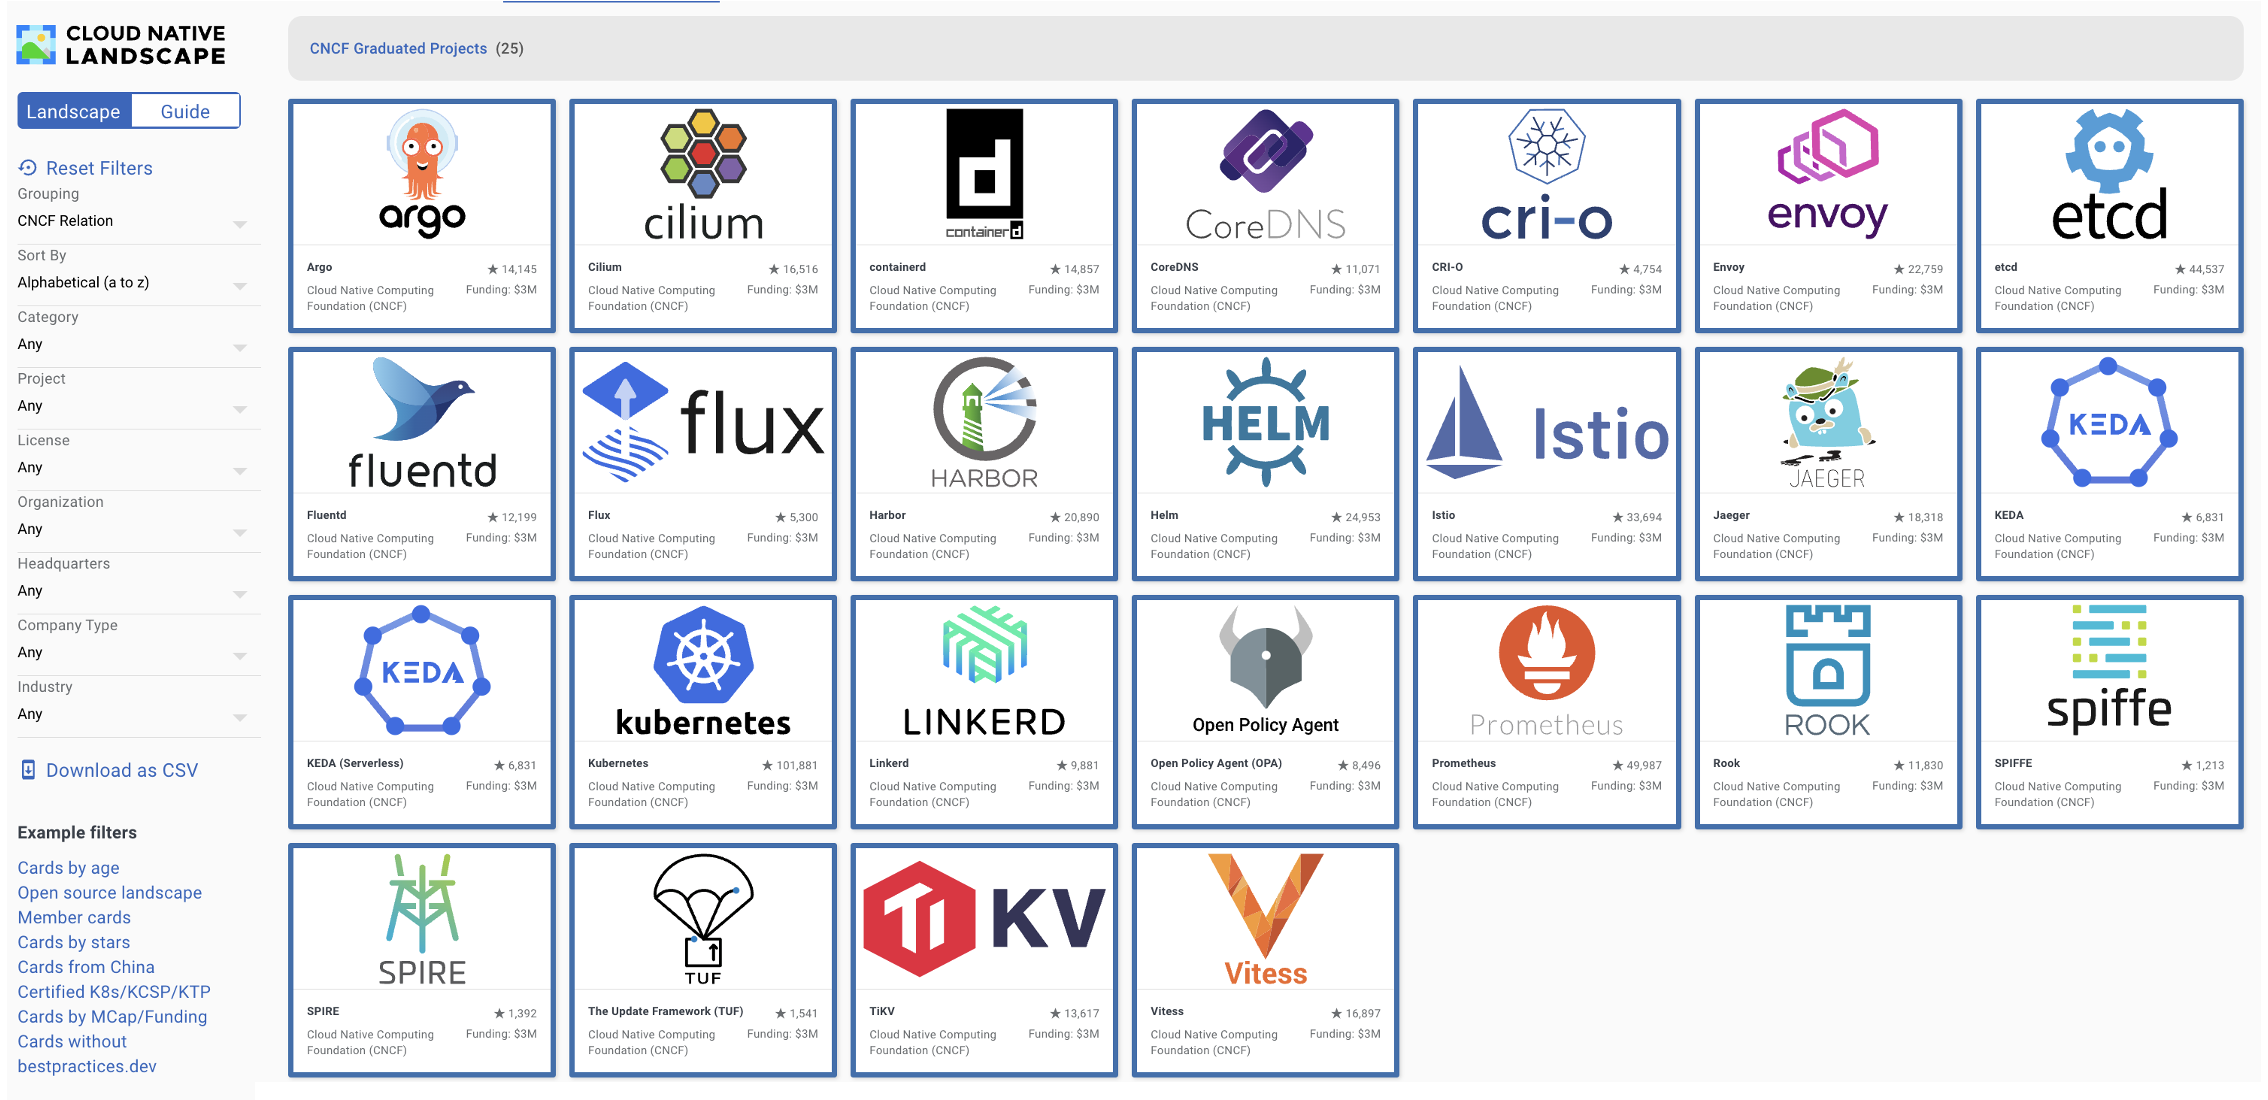 CLOUD NATIVE
LANDSCAPE
Landscape
Guide
Reset Filters
Grouping
CNCF Relation
Sort By
Alphabetical (a to z)
Category
Any
Project
Any
License
Any
Organization
Any
Headquarters
Any
Company Type
Any
Industry
Any
Download as CSV
Example filters
Cards by age
Open source landscape
Member cards
Cards by stars
Cards from China
Certified K8s/KCSP/KTP
Cards by MCap/Funding
Cards without
bestpractices.dev
CNCF Graduated Projects (25)
argo
Argo ★ 14,145
Cloud Native Computing Funding: $3M
Foundation (CNCF)
cilium
Cilium ★ 16,516
Cloud Native Computing Funding: $3M
Foundation (CNCF)
d
containerd
containerd ★ 14,857
Cloud Native Computing Funding: $3M
Foundation (CNCF)
CoreDNS
CoreDNS ★ 11,071
Cloud Native Computing Funding: $3M
Foundation (CNCF)
cri-o
CRI-O ★ 4,754
Cloud Native Computing Funding: $3M
Foundation (CNCF)
envoy
Envoy ★ 22,759
Cloud Native Computing Funding: $3M
Foundation (CNCF)
etcd
etcd ★ 44,537
Cloud Native Computing Funding: $3M
Foundation (CNCF)
fluentd
Fluentd ★ 12,199
Cloud Native Computing Funding: $3M
Foundation (CNCF)
flux
Flux ★ 5,300
Cloud Native Computing Funding: $3M
Foundation (CNCF)
HARBOR
Harbor ★ 20,890
Cloud Native Computing Funding: $3M
Foundation (CNCF)
HELM
Helm ★ 24,953
Cloud Native Computing Funding: $3M
Foundation (CNCF)
Istio
Istio ★ 33,694
Cloud Native Computing Funding: $3M
Foundation (CNCF)
JAEGER
Jaeger ★ 18,318
Cloud Native Computing Funding: $3M
Foundation (CNCF)
KEDA
KEDA ★ 6,831
Cloud Native Computing Funding: $3M
Foundation (CNCF)
KEDA
KEDA (Serverless) ★ 6,831
Cloud Native Computing Funding: $3M
Foundation (CNCF)
kubernetes
Kubernetes ★ 101,881
Cloud Native Computing Funding: $3M
Foundation (CNCF)
LINKERD
Linkerd ★ 9,881
Cloud Native Computing Funding: $3M
Foundation (CNCF)
Open Policy Agent
Open Policy Agent (OPA) ★ 8,496
Cloud Native Computing Funding: $3M
Foundation (CNCF)
Prometheus
Prometheus ★ 49,987
Cloud Native Computing Funding: $3M
Foundation (CNCF)
ROOK
Rook ★ 11,830
Cloud Native Computing Funding: $3M
Foundation (CNCF)
spiffe
SPIFFE ★ 1,213
Cloud Native Computing Funding: $3M
Foundation (CNCF)
SPIRE
SPIRE ★ 1,392
Cloud Native Computing Funding: $3M
Foundation (CNCF)
TUF
The Update Framework (TUF) ★ 1,541
Cloud Native Computing Funding: $3M
Foundation (CNCF)
Ti KV
TiKV ★ 13,617
Cloud Native Computing Funding: $3M
Foundation (CNCF)
Vitess
Vitess ★ 16,897
Cloud Native Computing Funding: $3M
Foundation (CNCF)